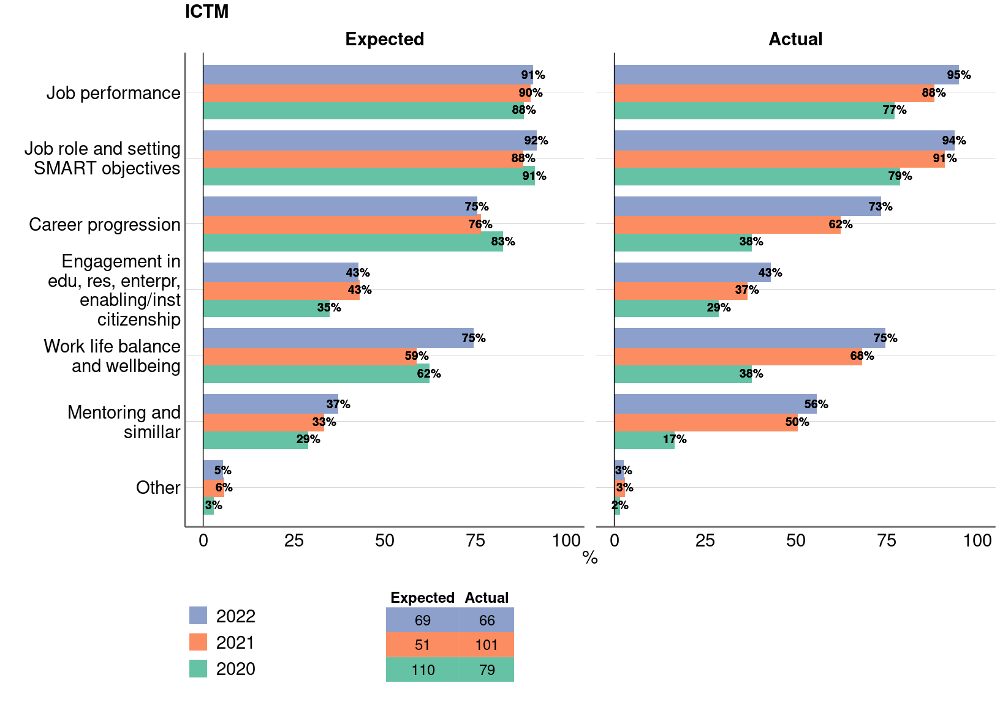 ICTM
Expected
Actual
Job performance
91%
90%
88%
95%
88%
77%
Job role and setting
SMART objectives
92%
88%
91%
94%
91%
79%
Career progression
75%
76%
83%
73%
62%
38%
Engagement in
edu, res, enterpr,
enabling/inst
citizenship
43%
43%
35%
43%
37%
29%
Work life balance
and wellbeing
75%
59%
62%
75%
68%
38%
Mentoring and
simillar
37%
33%
29%
56%
50%
17%
Other
5%
6%
3%
3%
3%
2%
0 25 50 75 100
0 25 50 75 100
%
Expected Actual
2022
69 66
2021
51 101
2020
110 79